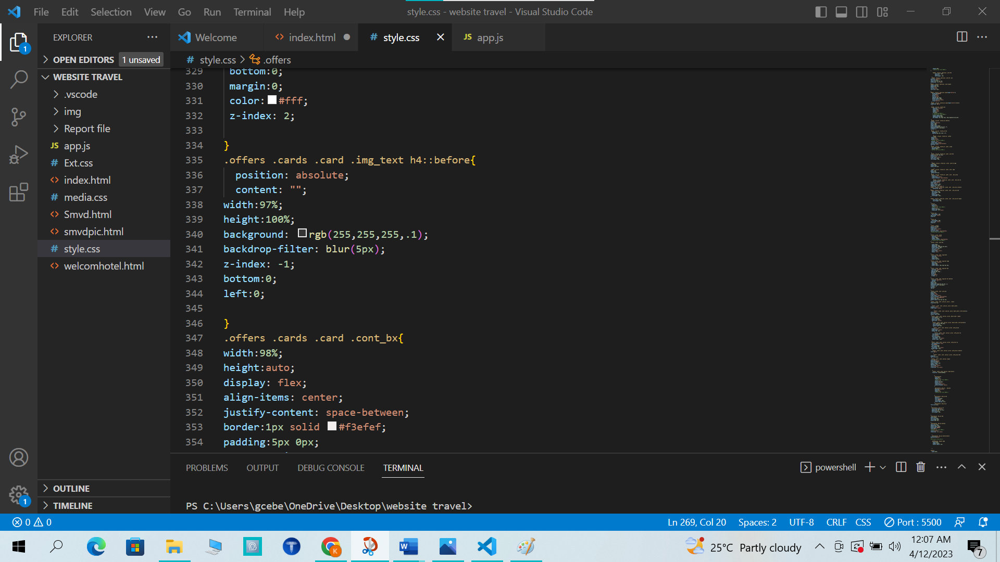 File Edit Selection View Go Run Terminal Help
style.css - website travel - Visual Studio Code
EXPLORER
Welcome
index.html
# style.css
JS app.js
OPEN EDITORS 1 unsaved
# style.css > .offers
WEBSITE TRAVEL
.vscode
img
Report file
JS app.js
# Ext.css
index.html
# media.css
Smvd.html
smvdpic.html
# style.css
welcomhotel.html
OUTLINE
TIMELINE
1
1
329 bottom:0;
330 margin:0;
331 color:#fff;
332 z-index: 2;
333
334 }
335 .offers .cards .card .img_text h4::before{
336 position: absolute;
337 content: "";
338 width:97%;
339 height:100%;
340 background: rgb(255,255,255,.1);
341 backdrop-filter: blur(5px);
342 z-index: -1;
343 bottom:0;
344 left:0;
345
346 }
347 .offers .cards .card .cont_bx{
348 width:98%;
349 height:auto;
350 display: flex;
351 align-items: center;
352 justify-content: space-between;
353 border:1px solid #f3efef;
354 padding:5px 0px;
PROBLEMS OUTPUT DEBUG CONSOLE TERMINAL
powershell
PS C:\Users\gcebe\OneDrive\Desktop\website travel>
0 0
Ln 269, Col 20 Spaces: 2 UTF-8 CRLF CSS Port : 5500
25°C Partly cloudy
12:07 AM
4/12/2023
7